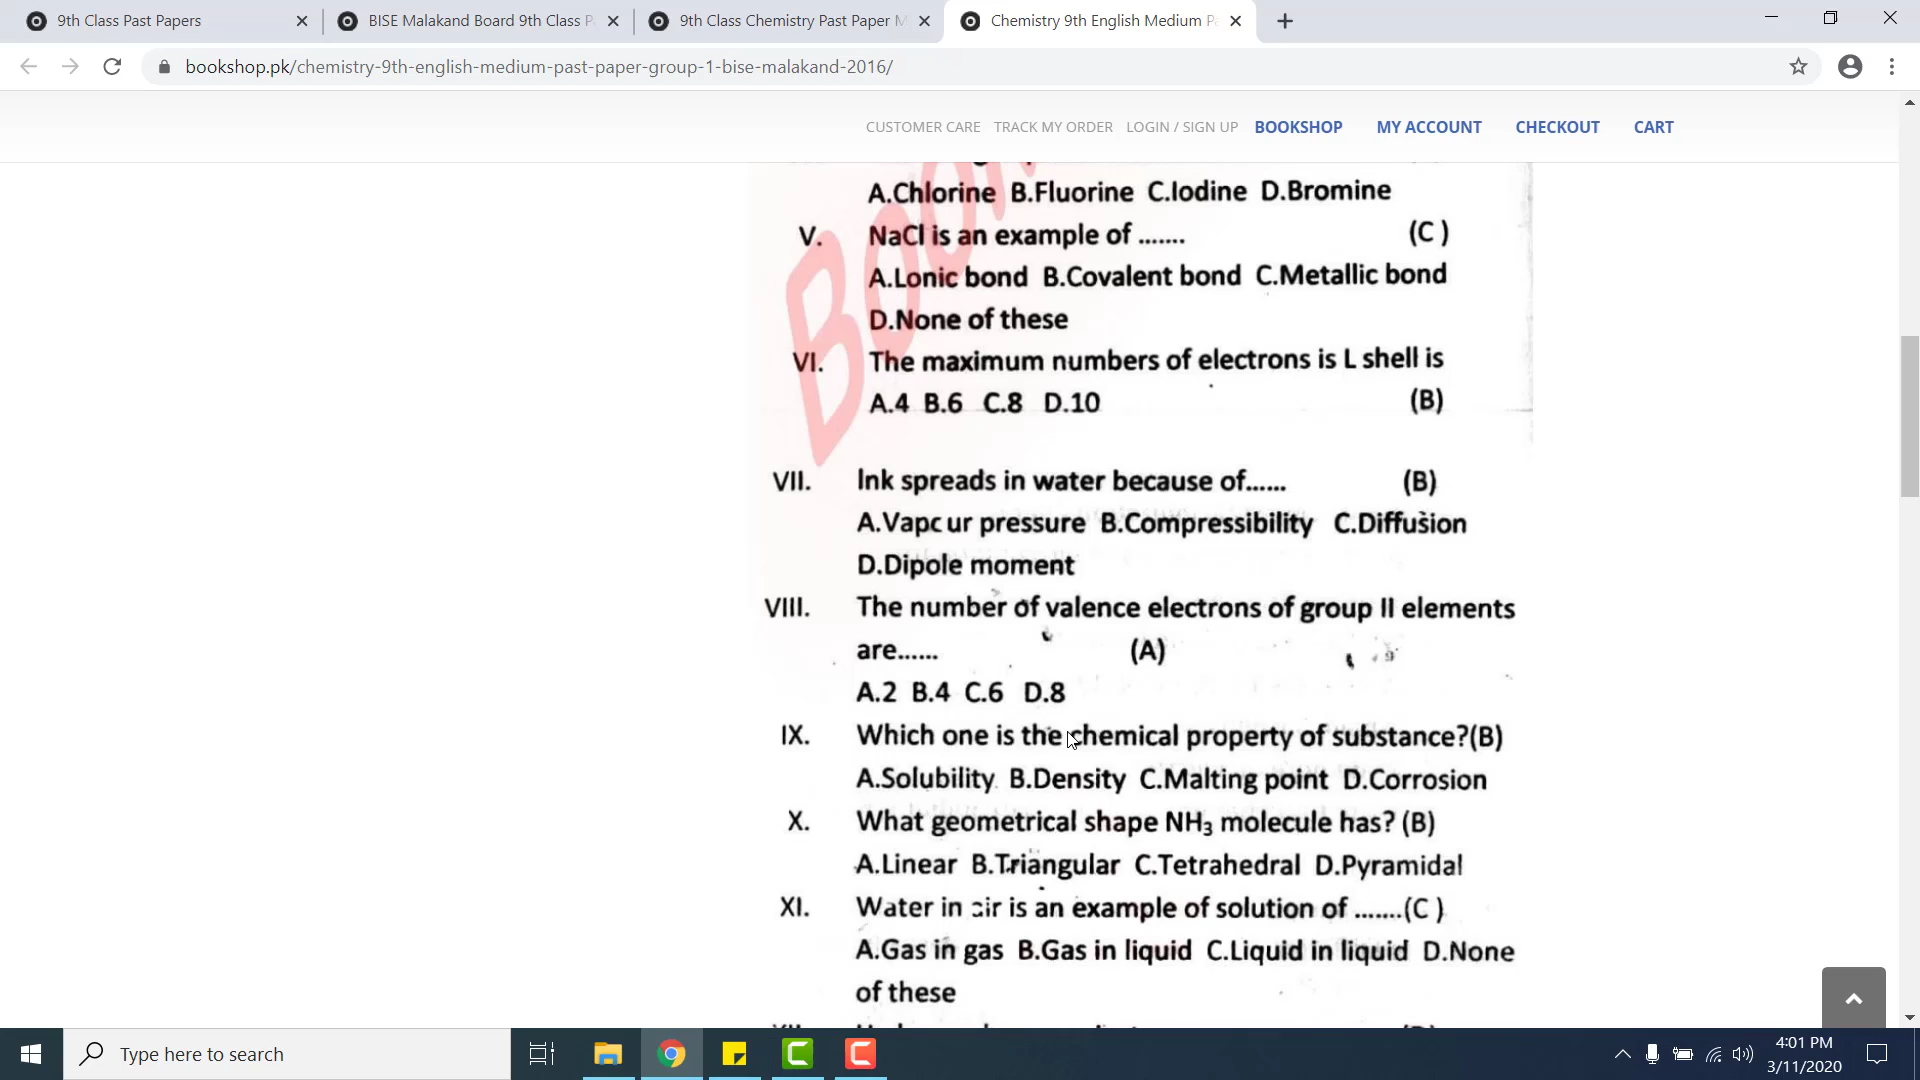 9th Class Past Papers
BISE Malakand Board 9th Class P
9th Class Chemistry Past Paper M
Chemistry 9th English Medium Pa
bookshop.pk/chemistry-9th-english-medium-past-paper-group-1-bise-malakand-2016/
CUSTOMER CARE TRACK MY ORDER LOGIN / SIGN UP BOOKSHOP MY ACCOUNT CHECKOUT CART
A.Chlorine B.Fluorine C.Iodine D.Bromine
V. NaCl is an example of ....... (C )
A.Lonic bond B.Covalent bond C.Metallic bond
D.None of these
VI. The maximum numbers of electrons is L shell is
A.4 B.6 C.8 D.10 (B)
VII. Ink spreads in water because of...... (B)
A.Vapour pressure B.Compressibility C.Diffusion
D.Dipole moment
VIII. The number of valence electrons of group II elements
are...... (A)
A.2 B.4 C.6 D.8
IX. Which one is the chemical property of substance?(B)
A.Solubility B.Density C.Malting point D.Corrosion
X. What geometrical shape NH₃ molecule has? (B)
A.Linear B.Triangular C.Tetrahedral D.Pyramidal
XI. Water in air is an example of solution of .......(C )
A.Gas in gas B.Gas in liquid C.Liquid in liquid D.None
of these
Type here to search
4:01 PM
3/11/2020